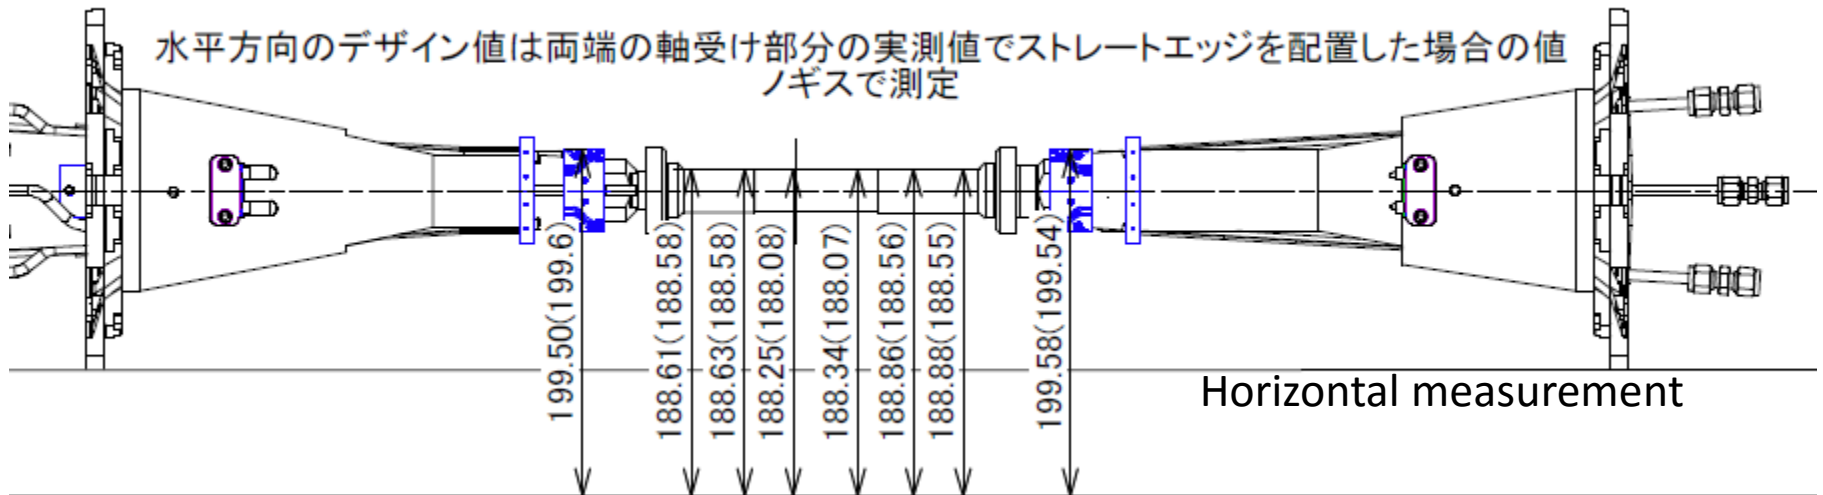 水平方向のデザイン値は両端の軸受け部分の実測値でストレートエッジを配置した場合の値
ノギスで測定
199.50(199.6)
188.61(188.58)
188.63(188.58)
188.25(188.08)
188.34(188.07)
188.86(188.56)
188.88(188.55)
199.58(199.54)
Horizontal measurement